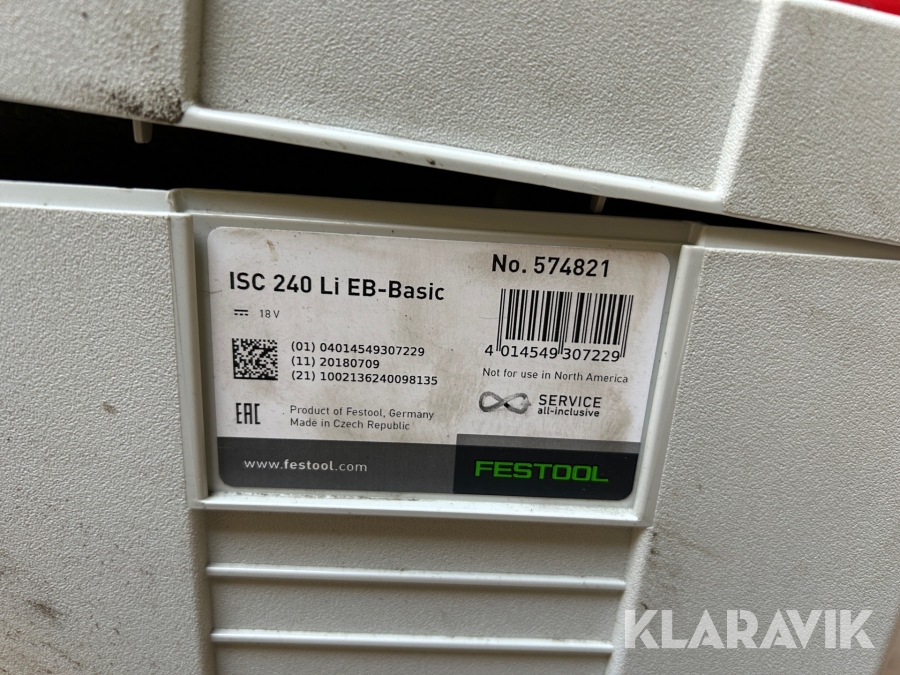 ISC 240 Li EB-Basic
18 V
(01) 04014549307229
(11) 20180709
(21) 1002136240098135
EAC
Product of Festool, Germany
Made in Czech Republic
No. 574821
4 014549 307229
Not for use in North America
SERVICE
all-inclusive
www.festool.com
FESTOOL
KLARAVIK